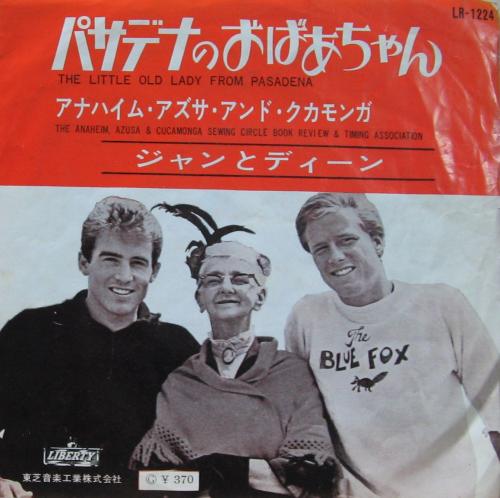 LR-1224
パサデナのおばあちゃん
THE LITTLE OLD LADY FROM PASADENA
アナハイム・アズサ・アンド・クカモンガ
THE ANAHEIM, AZUSA & CUCAMONGA SEWING CIRCLE BOOK REVIEW & TIMING ASSOCIATION
ジャンとディーン
The
BLUE FOX
LIBERTY
東芝音楽工業株式会社
Ⓖ ¥ 370